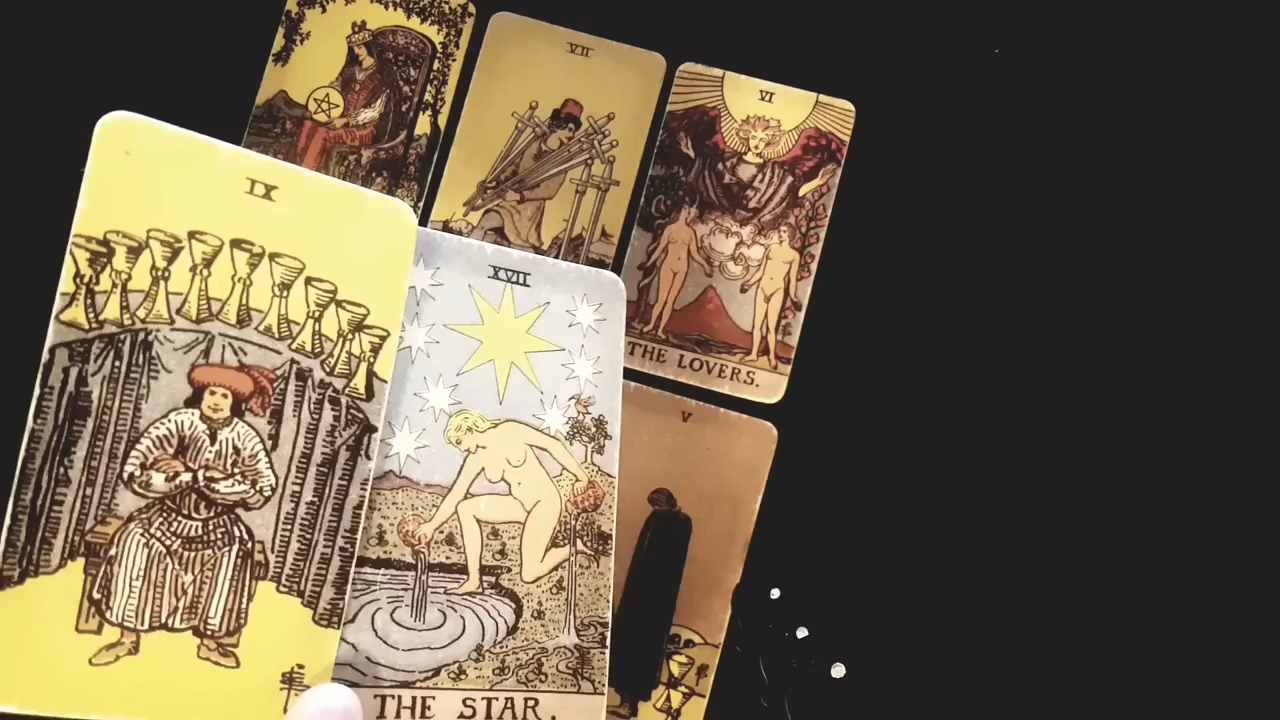 VII
VI
IX
XVII
THE LOVERS.
V
THE STAR.